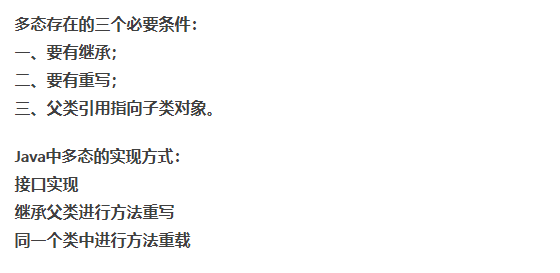 多态存在的三个必要条件：
一、要有继承；
二、要有重写；
三、父类引用指向子类对象。
Java中多态的实现方式：
接口实现
继承父类进行方法重写
同一个类中进行方法重载